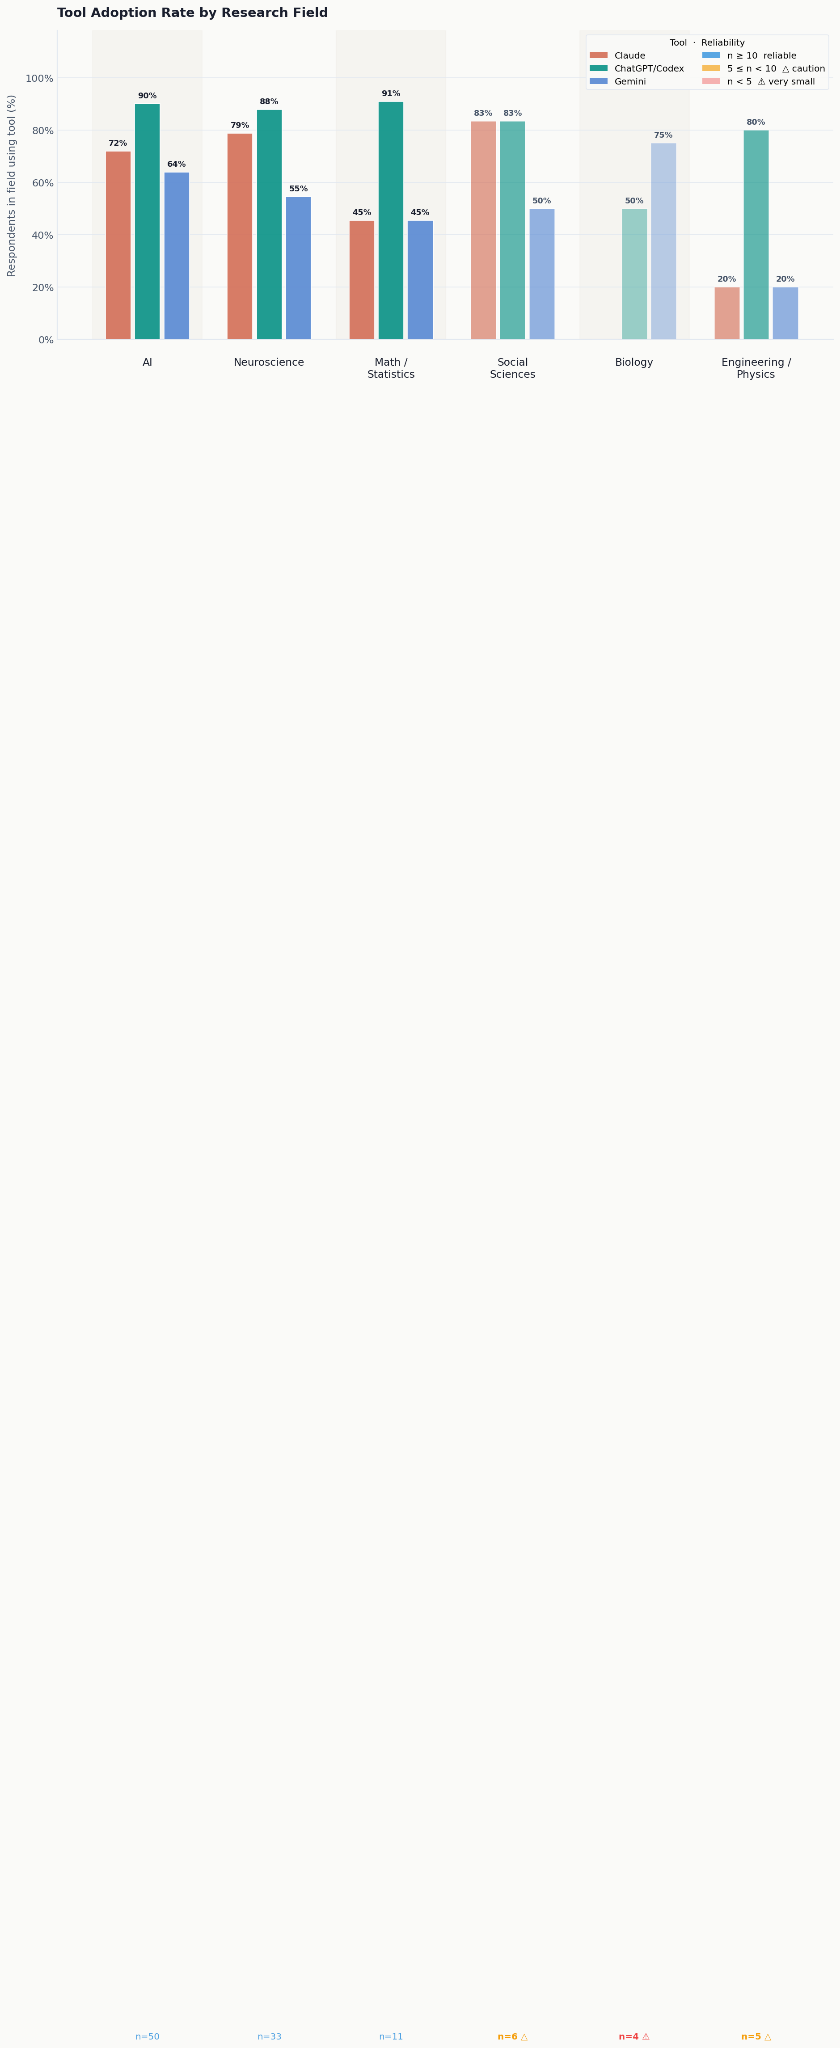 Tool Adoption Rate by Research Field
Tool · Reliability
Claude
ChatGPT/Codex
Gemini
n ≥ 10 reliable
5 ≤ n < 10 △ caution
n < 5 ⚠ very small
Respondents in field using tool (%)
100%
80%
60%
40%
20%
0%
72%
90%
64%
79%
88%
55%
45%
91%
45%
83%
83%
50%
50%
75%
20%
80%
20%
AI
Neuroscience
Math /
Statistics
Social
Sciences
Biology
Engineering /
Physics
n=50
n=33
n=11
n=6 △
n=4 ⚠
n=5 △